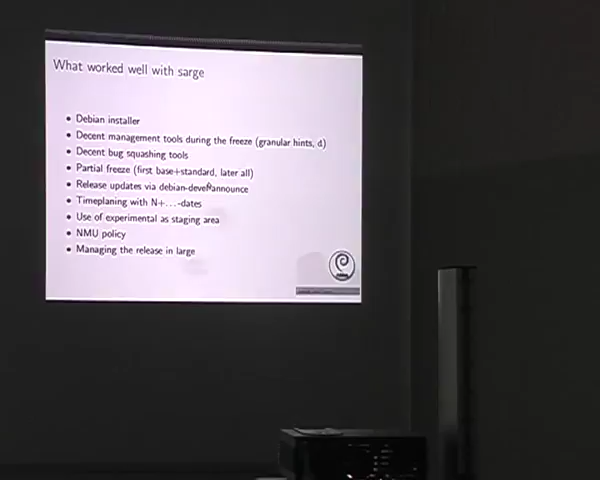 What worked well with sarge
• Debian installer
• Decent management tools during the freeze (granular hints, d)
• Decent bug squashing tools
• Partial freeze (first base+standard, later all)
• Release updates via debian-devel-announce
• Timeplaning with N+...-dates
• Use of experimental as staging area
• NMU policy
• Managing the release in large